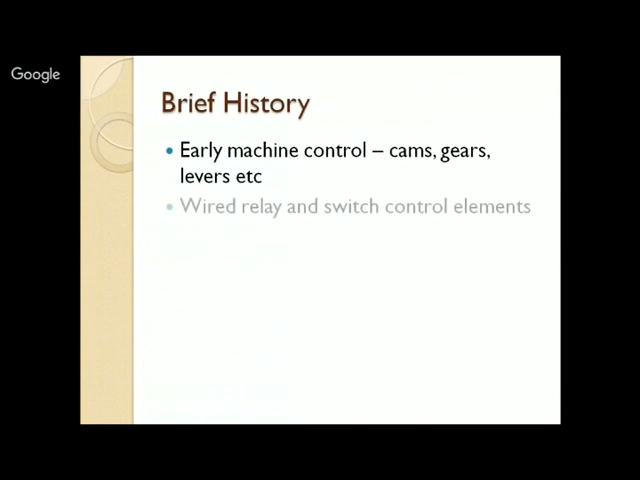 Google
Brief History
• Early machine control – cams, gears,
levers etc
• Wired relay and switch control elements